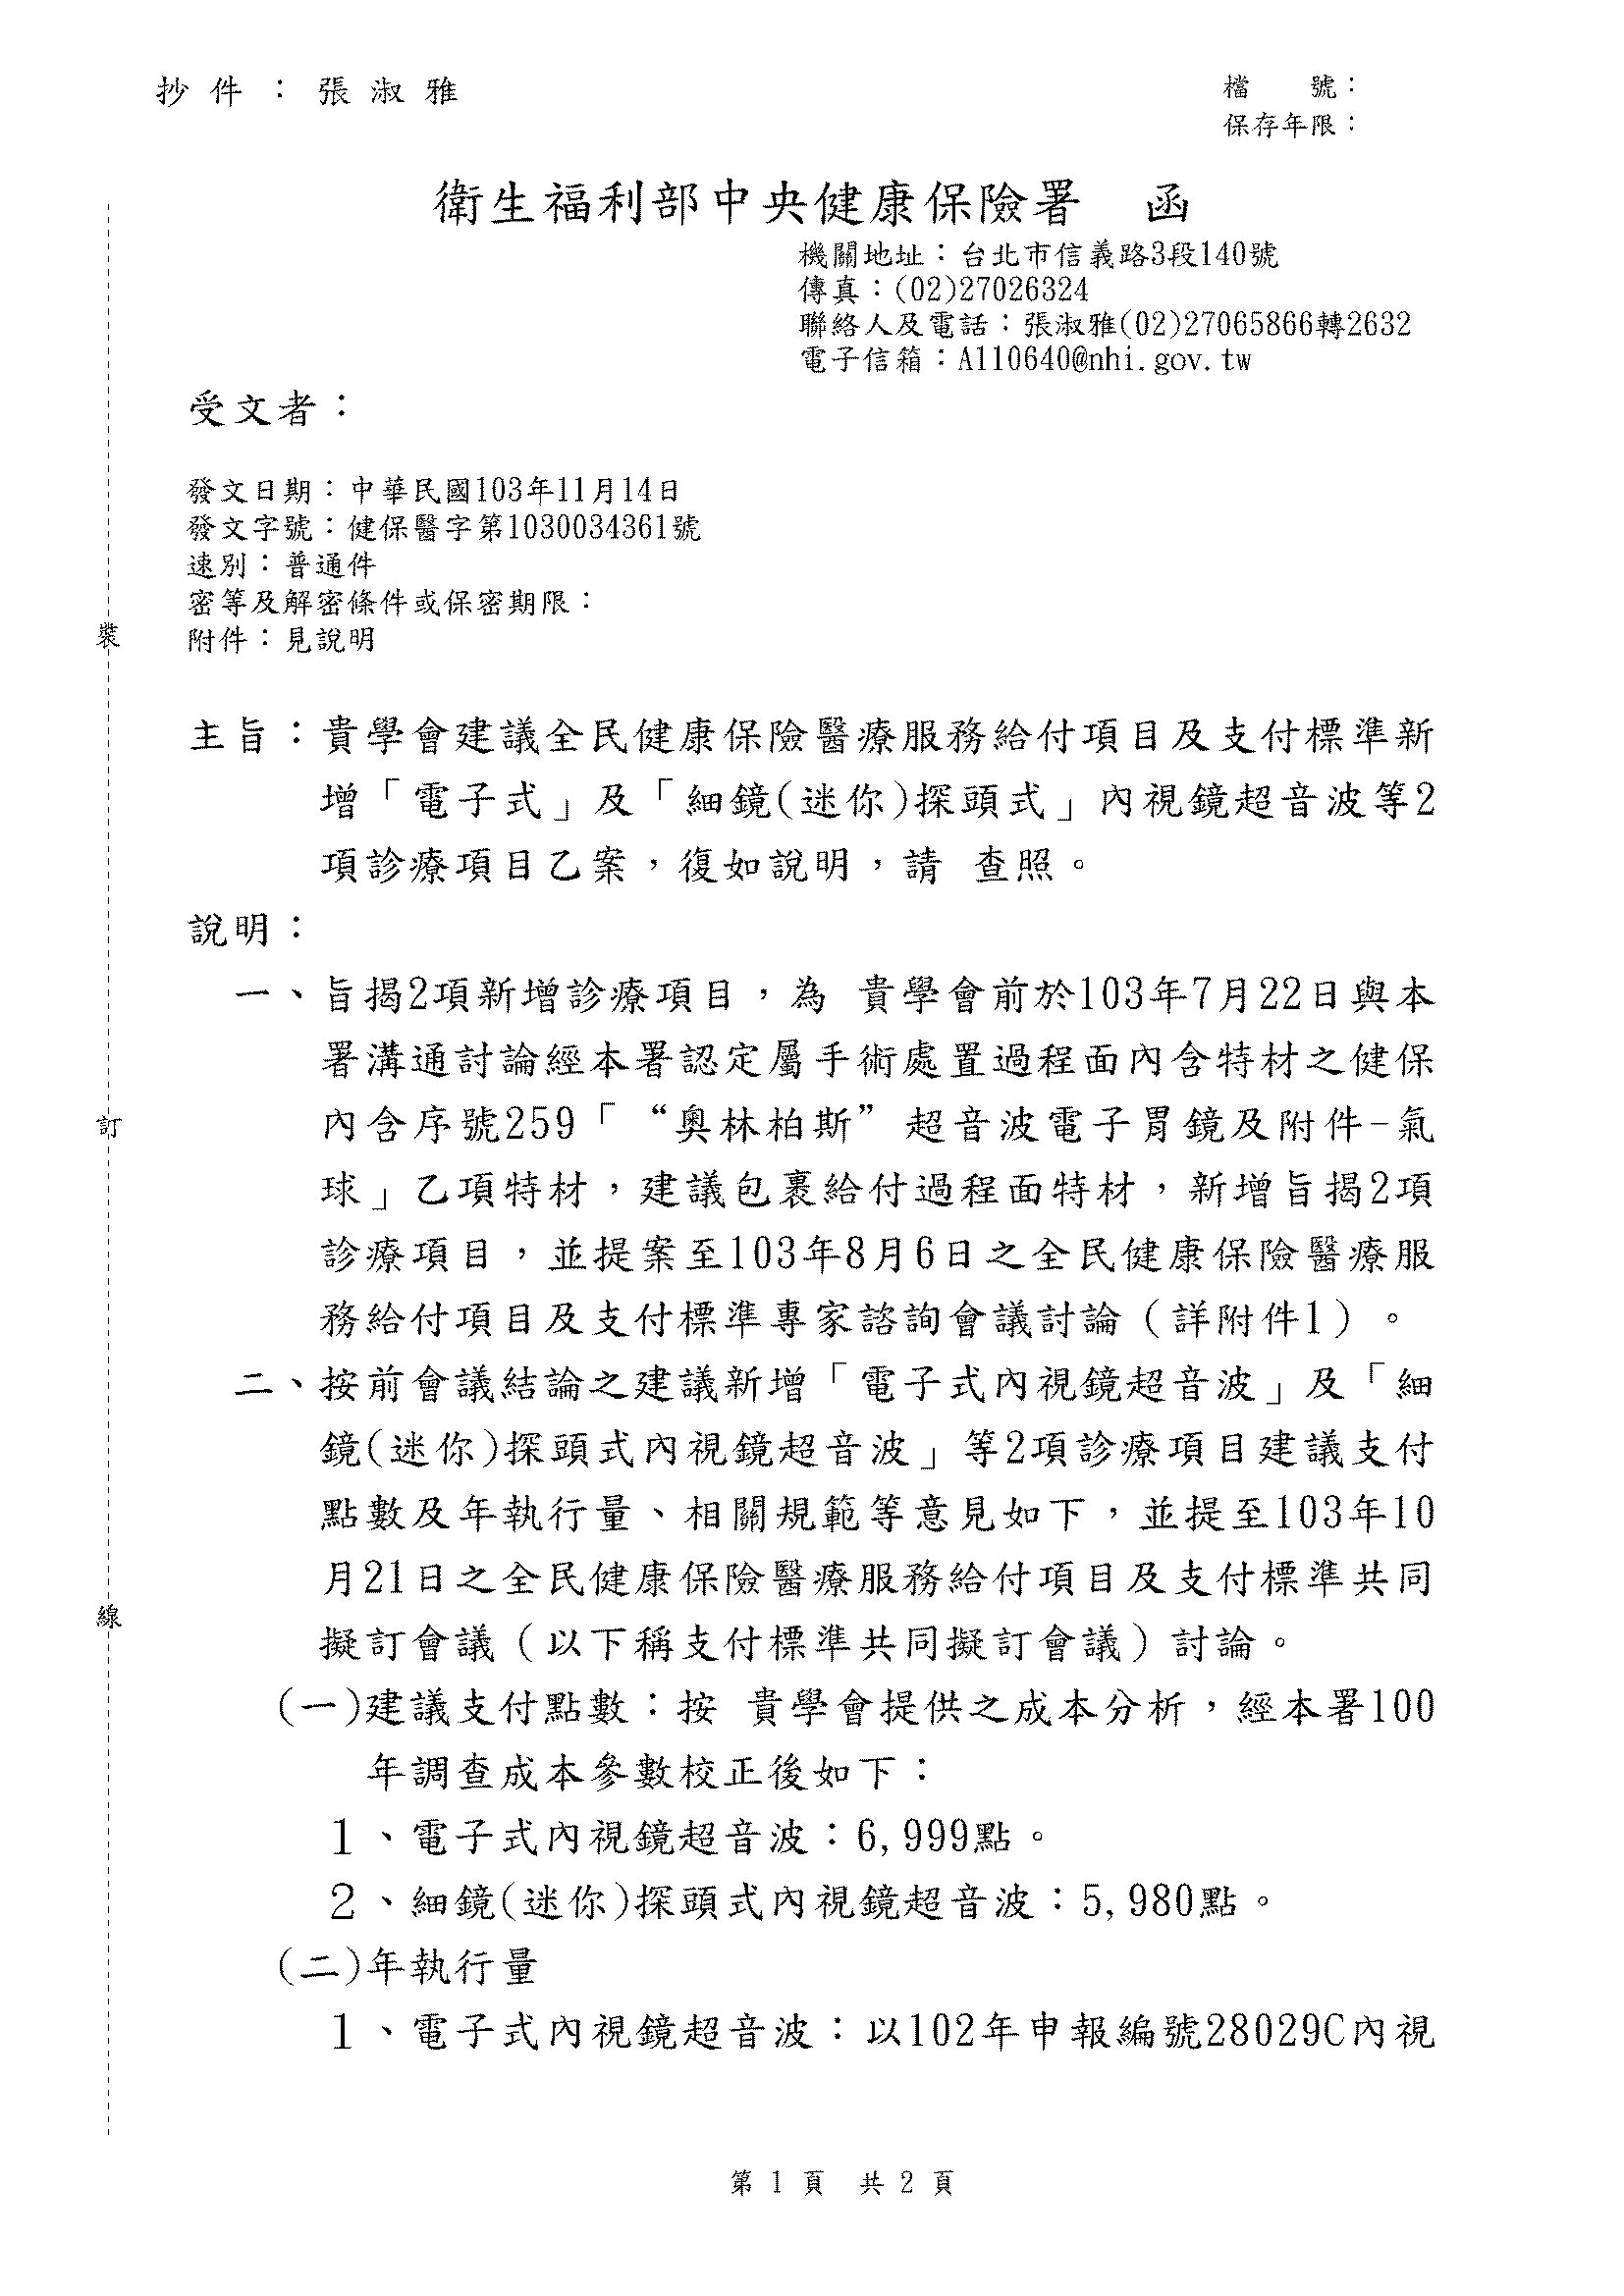 抄件：張淑雅
檔　　號：
保存年限：
衛生福利部中央健康保險署　函
機關地址：台北市信義路3段140號
傳真：(02)27026324
聯絡人及電話：張淑雅(02)27065866轉2632
電子信箱：A110640@nhi.gov.tw
受文者：
發文日期：中華民國103年11月14日
發文字號：健保醫字第1030034361號
速別：普通件
密等及解密條件或保密期限：
附件：見說明
主旨：貴學會建議全民健康保險醫療服務給付項目及支付標準新
增「電子式」及「細鏡(迷你)探頭式」內視鏡超音波等2
項診療項目乙案，復如說明，請 查照。
說明：
一、旨揭2項新增診療項目，為 貴學會前於103年7月22日與本
署溝通討論經本署認定屬手術處置過程面內含特材之健保
內含序號259「“奧林柏斯”超音波電子胃鏡及附件-氣
球」乙項特材，建議包裹給付過程面特材，新增旨揭2項
診療項目，並提案至103年8月6日之全民健康保險醫療服
務給付項目及支付標準專家諮詢會議討論（詳附件1）。
二、按前會議結論之建議新增「電子式內視鏡超音波」及「細
鏡(迷你)探頭式內視鏡超音波」等2項診療項目建議支付
點數及年執行量、相關規範等意見如下，並提至103年10
月21日之全民健康保險醫療服務給付項目及支付標準共同
擬訂會議（以下稱支付標準共同擬訂會議）討論。
(一)建議支付點數：按 貴學會提供之成本分析，經本署100
年調查成本參數校正後如下：
１、電子式內視鏡超音波：6,999點。
２、細鏡(迷你)探頭式內視鏡超音波：5,980點。
(二)年執行量
１、電子式內視鏡超音波：以102年申報編號28029C內視
裝
訂
線
第 1 頁　共 2 頁